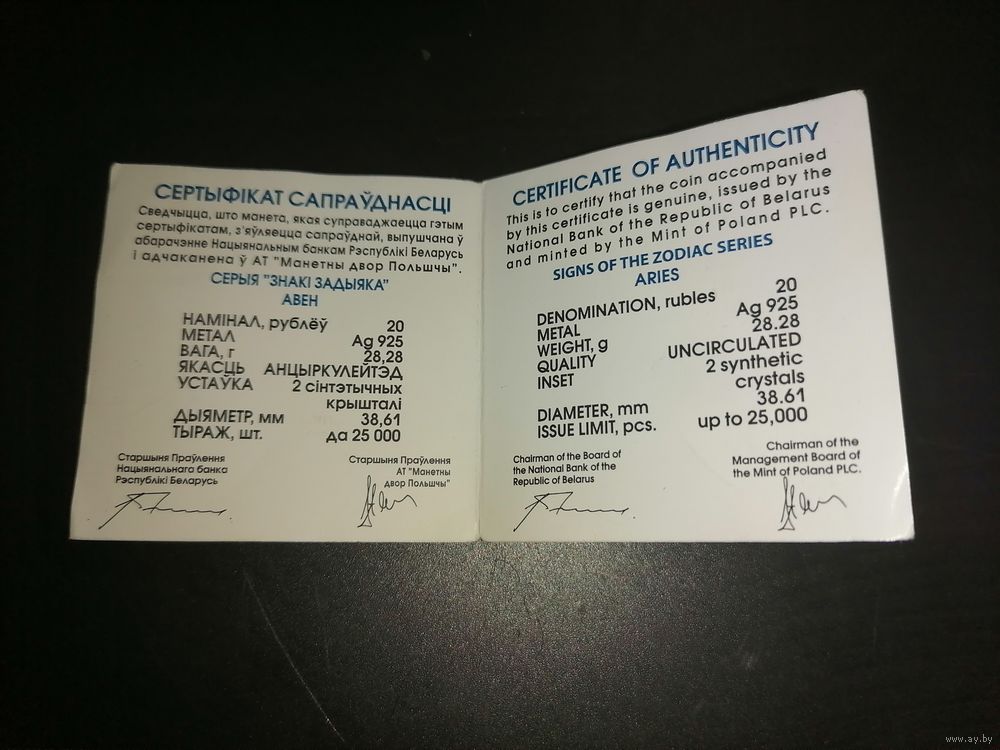 СЕРТЫФІКАТ САПРАЎДНАСЦІ
Сведчыцца, што манета, якая суправаджаецца гэтым
сертыфікатам, з'яўляецца сапраўднай, выпушчана ў
абарачэнне Нацыянальным банкам Рэспублікі Беларусь
і адчаканена ў АТ "Манетны двор Польшчы".
СЕРЫЯ "ЗНАКІ ЗАДЫЯКА"
АВЕН
НАМІНАЛ, рублёў 20
МЕТАЛ Ag 925
ВАГА, г 28,28
ЯКАСЦЬ АНЦЫРКУЛЕЙТЭД
УСТАЎКА 2 сінтэтычных
крышталі
ДЫЯМЕТР, мм 38,61
ТЫРАЖ, шт. да 25 000
Старшыня Праўлення
Нацыянальнага банка
Рэспублікі Беларусь
Старшыня Праўлення
АТ "Манетны
двор Польшчы"
CERTIFICATE OF AUTHENTICITY
This is to certify that the coin accompanied
by this certificate is genuine, issued by the
National Bank of the Republic of Belarus
and minted by the Mint of Poland PLC.
SIGNS OF THE ZODIAC SERIES
ARIES
DENOMINATION, rubles 20
METAL Ag 925
WEIGHT, g 28.28
QUALITY UNCIRCULATED
INSET 2 synthetic
crystals
DIAMETER, mm 38.61
ISSUE LIMIT, pcs. up to 25,000
Chairman of the Board of
the National Bank of the
Republic of Belarus
Chairman of the
Management Board of
the Mint of Poland PLC.
www.ay.by